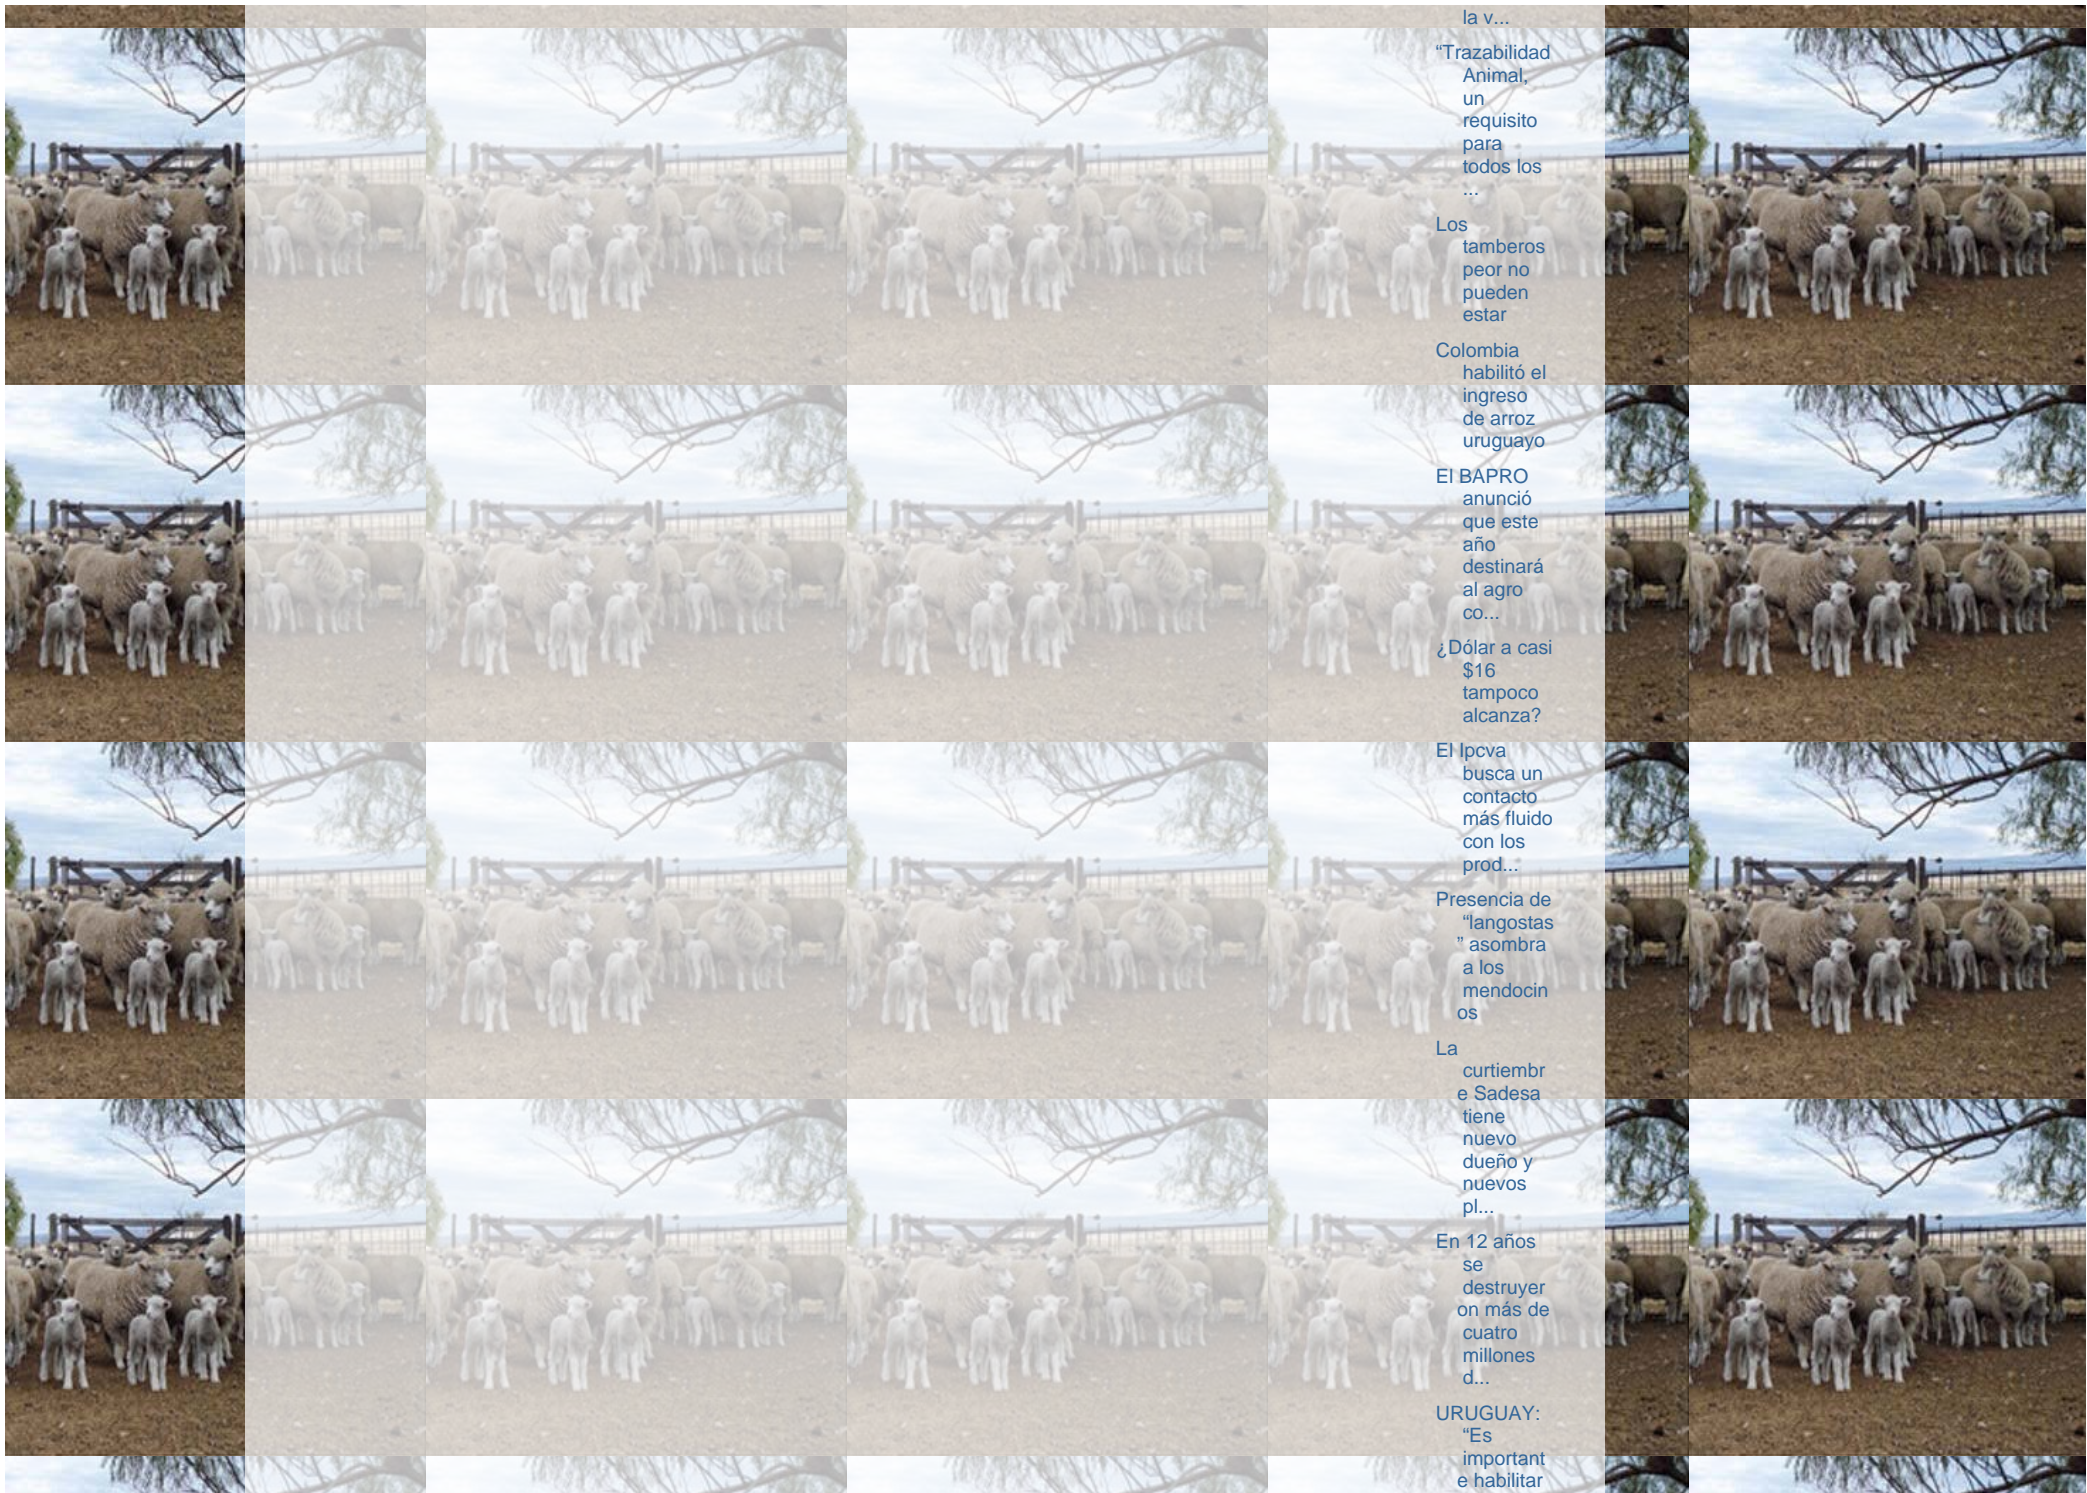 la v...
“Trazabilidad
Animal,
un
requisito
para
todos los
...
Los
tamberos
peor no
pueden
estar
Colombia
habilitó el
ingreso
de arroz
uruguayo
El BAPRO
anunció
que este
año
destinará
al agro
co...
¿Dólar a casi
$16
tampoco
alcanza?
El Ipcva
busca un
contacto
más fluido
con los
prod...
Presencia de
“langostas
” asombra
a los
mendocin
os
La
curtiembr
e Sadesa
tiene
nuevo
dueño y
nuevos
pl...
En 12 años
se
destruyer
on más de
cuatro
millones
d...
URUGUAY:
“Es
important
e habilitar